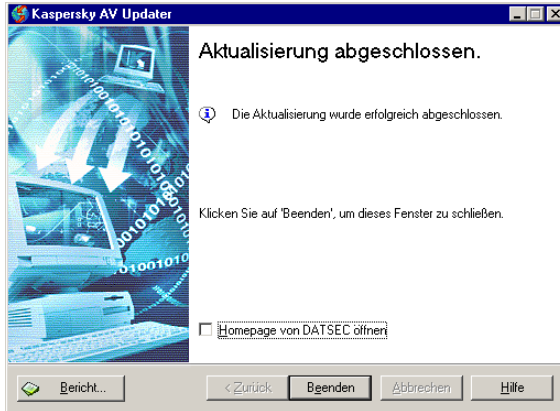 Kaspersky AV Updater
Aktualisierung abgeschlossen.
Die Aktualisierung wurde erfolgreich abgeschlossen.
Klicken Sie auf 'Beenden', um dieses Fenster zu schließen.
Homepage von DATSEC öffnen
Bericht...
< Zurück
Beenden
Abbrechen
Hilfe